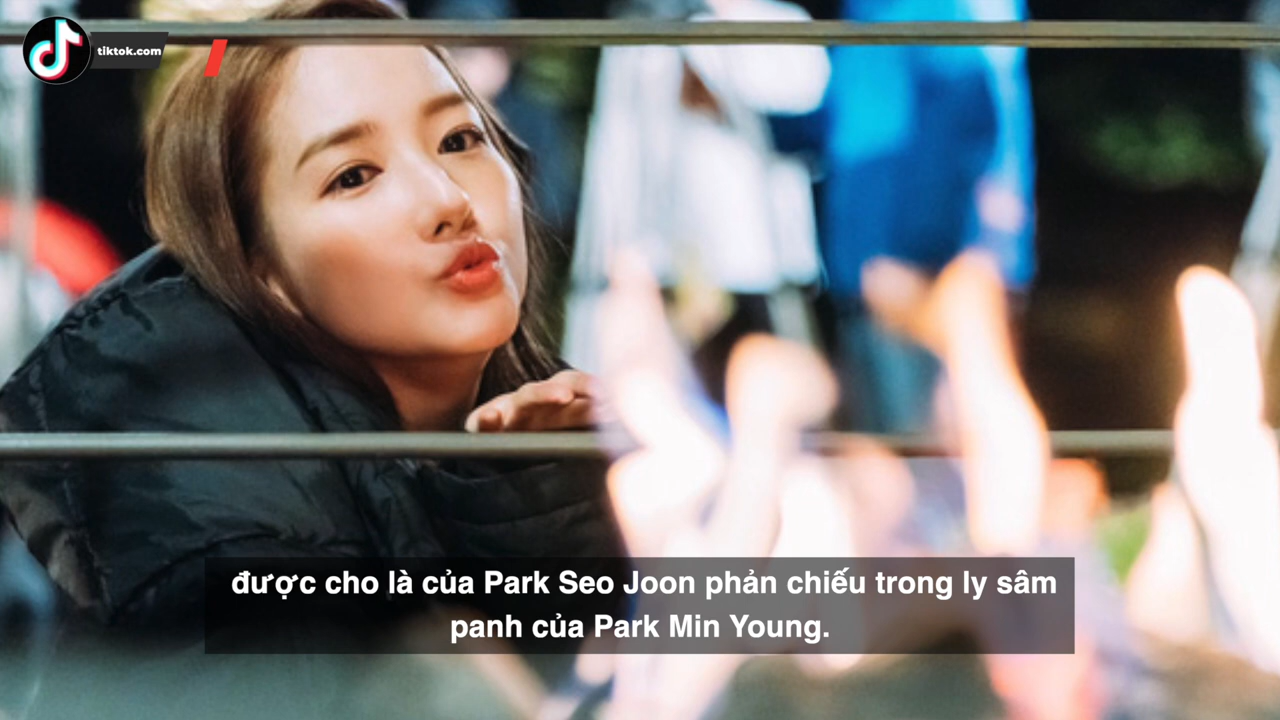 tiktok.com
được cho là của Park Seo Joon phản chiếu trong ly sâm
panh của Park Min Young.